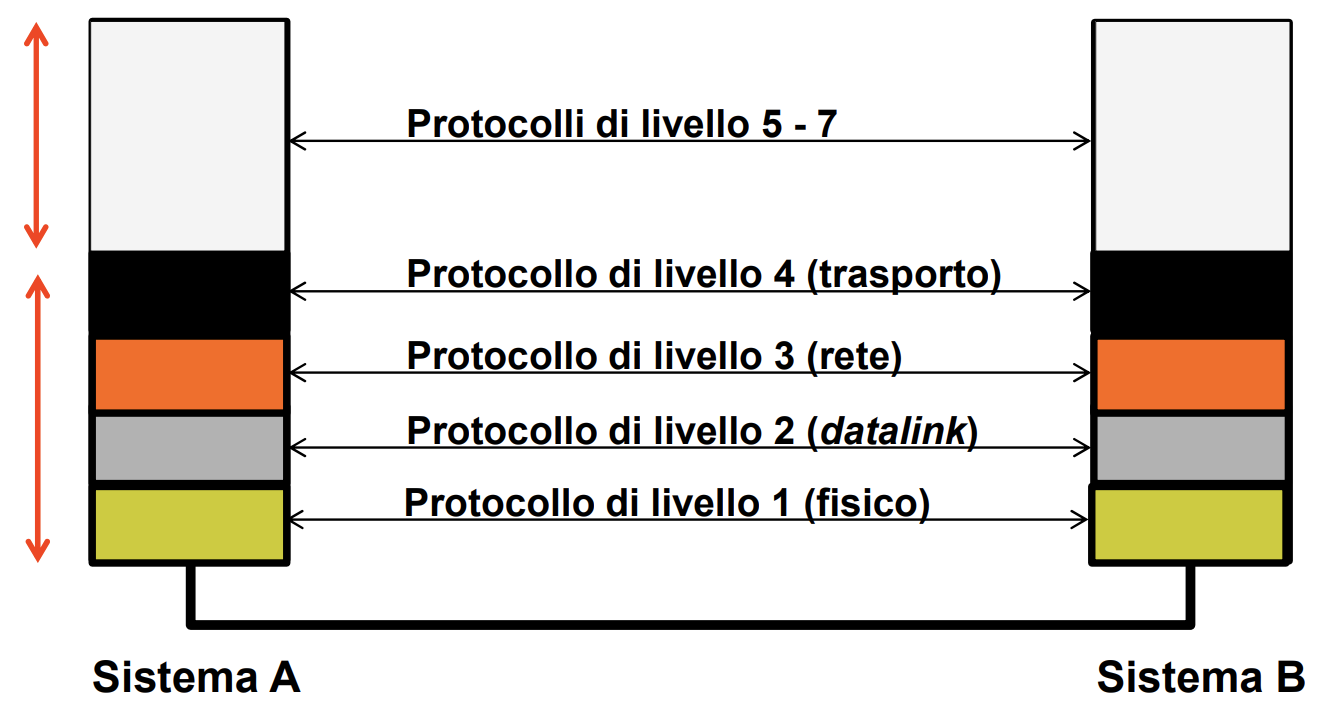 Protocolli di livello 5 - 7
Protocollo di livello 4 (trasporto)
Protocollo di livello 3 (rete)
Protocollo di livello 2 (datalink)
Protocollo di livello 1 (fisico)
Sistema A
Sistema B